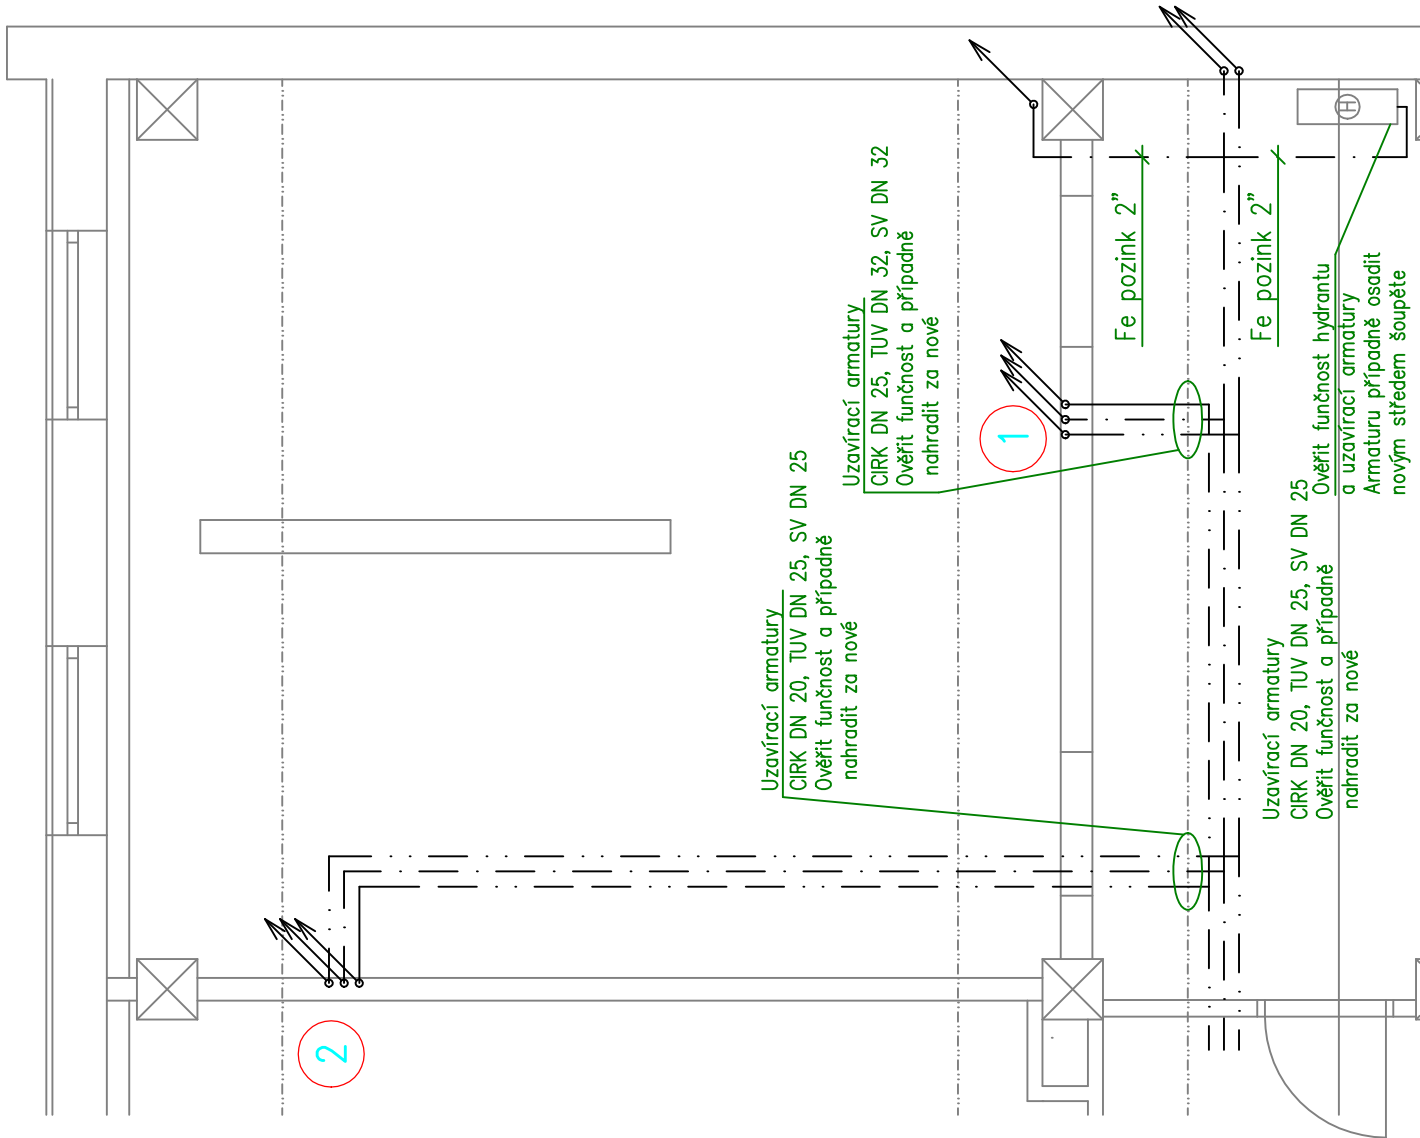 Uzavírací armatury
CIRK DN 20, TUV DN 25, SV DN 25
Ověřit funčnost a případně
nahradit za nové
Uzavírací armatury
CIRK DN 25, TUV DN 32, SV DN 32
Ověřit funčnost a případně
nahradit za nové
Fe pozink 2"
Fe pozink 2"
Uzavírací armatury
CIRK DN 20, TUV DN 25, SV DN 25
Ověřit funčnost a případně
nahradit za nové
Ověřit funčnost hydrantu
a uzavírací armatury
Armaturu případně osadit
novým středem šoupěte
H
1
2